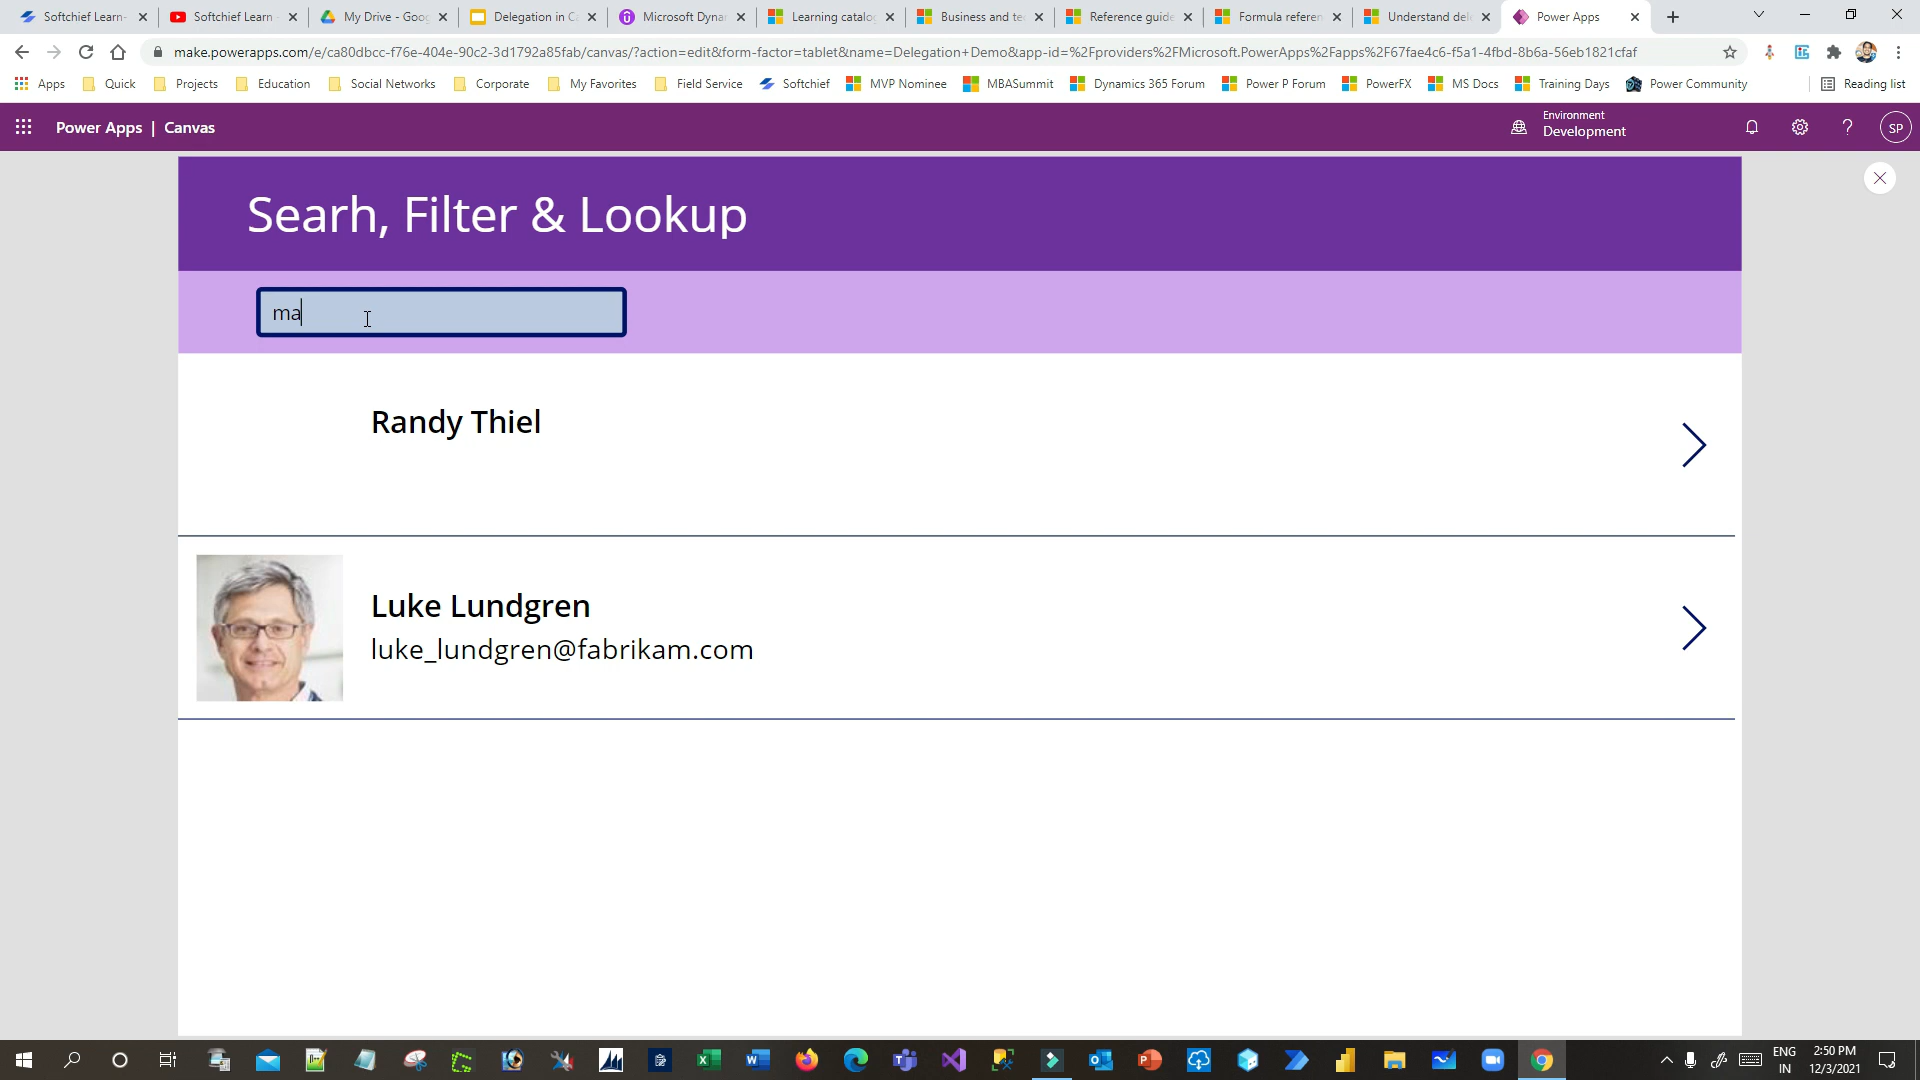 Softchief Learn-
Softchief Learn -
My Drive - Goo
Delegation in C
Microsoft Dyna
Learning catalo
Business and te
Reference guide
Formula referen
Understand del
Power Apps
make.powerapps.com/e/ca80dbcc-f76e-404e-90c2-3d1792a85fab/canvas/?action=edit&form-factor=tablet&name=Delegation+Demo&app-id=%2Fproviders%2FMicrosoft.PowerApps%2Fapps%2F67fae4c6-f5a1-4fbd-8b6a-56eb1821cfaf
Apps
Quick
Projects
Education
Social Networks
Corporate
My Favorites
Field Service
Softchief
MVP Nominee
MBASummit
Dynamics 365 Forum
Power P Forum
PowerFX
MS Docs
Training Days
Power Community
Reading list
Power Apps | Canvas
Environment
Development
SP
Searh, Filter & Lookup
ma
Randy Thiel
Luke Lundgren
luke_lundgren@fabrikam.com
ENG
IN
2:50 PM
12/3/2021